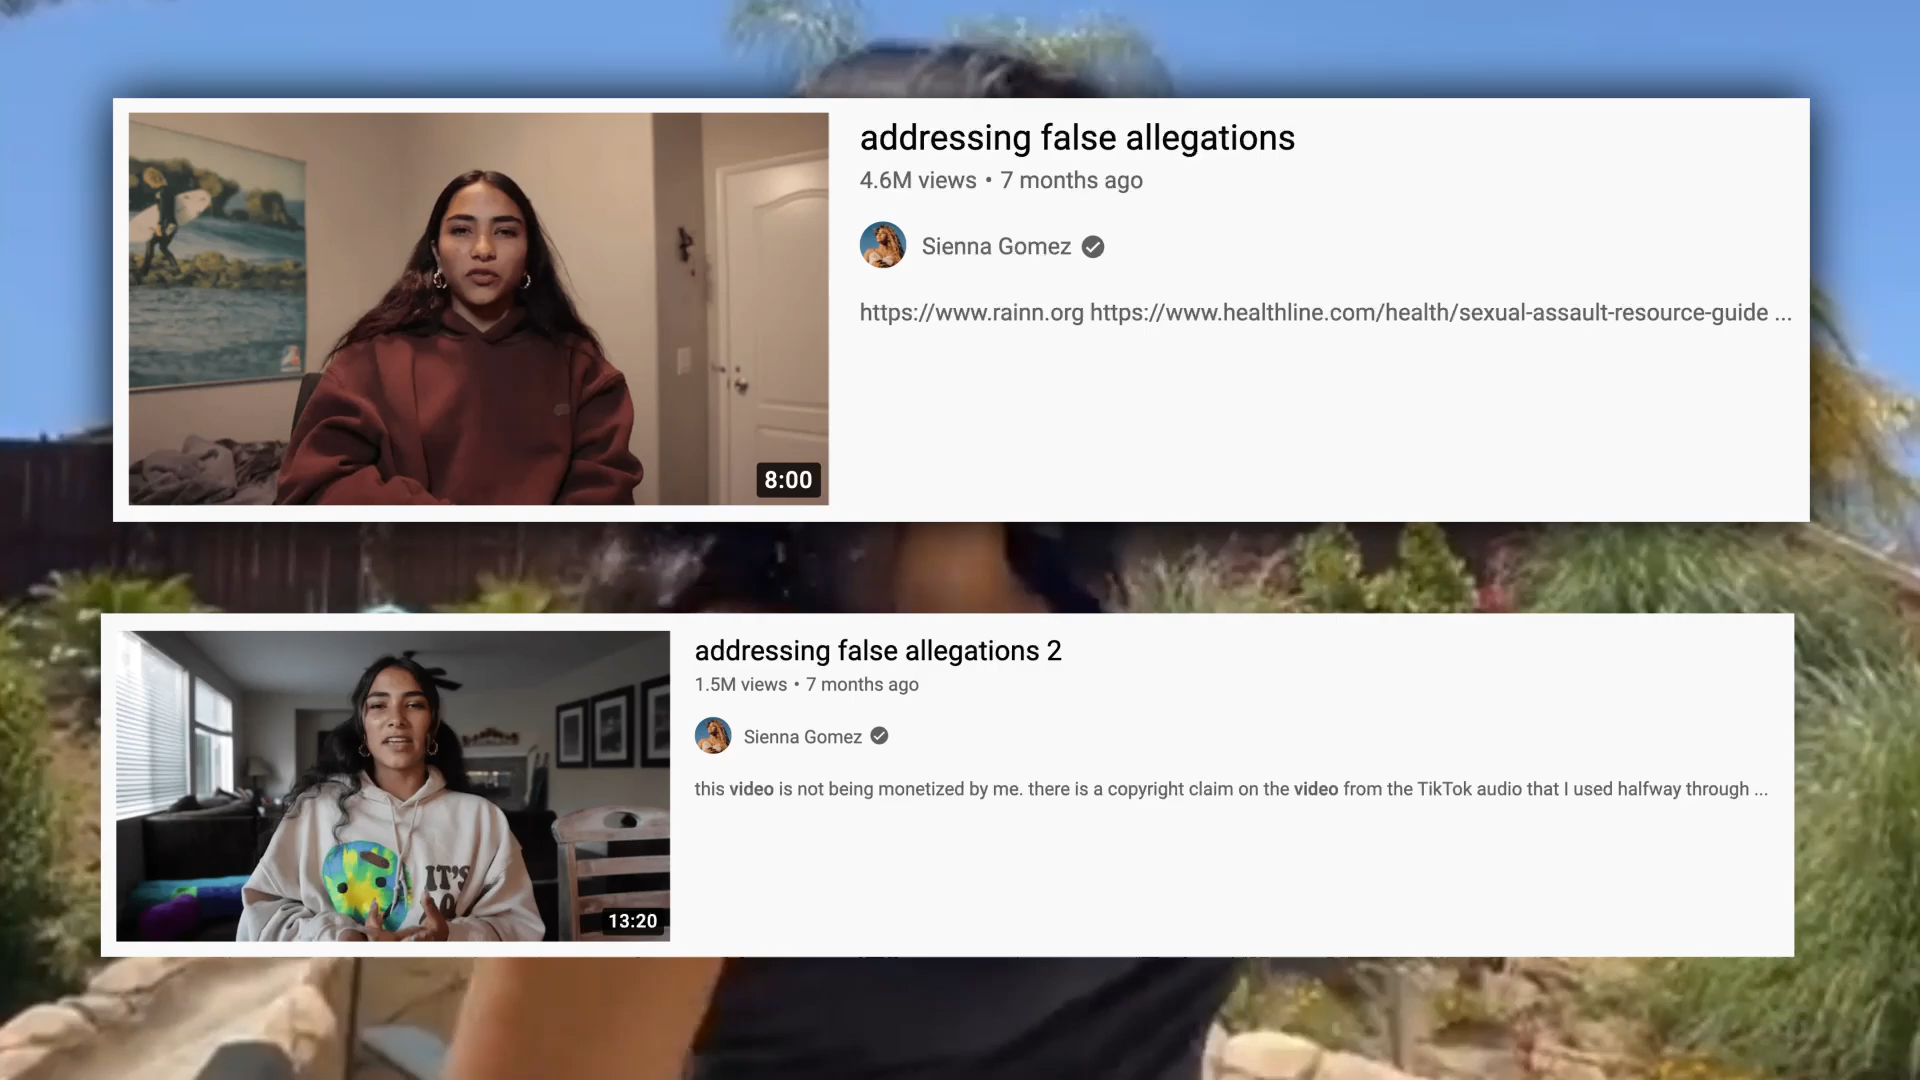 addressing false allegations
4.6M views • 7 months ago
Sienna Gomez
https://www.rainn.org https://www.healthline.com/health/sexual-assault-resource-guide ...
8:00
addressing false allegations 2
1.5M views • 7 months ago
Sienna Gomez
this video is not being monetized by me. there is a copyright claim on the video from the TikTok audio that I used halfway through ...
IT'S
13:20